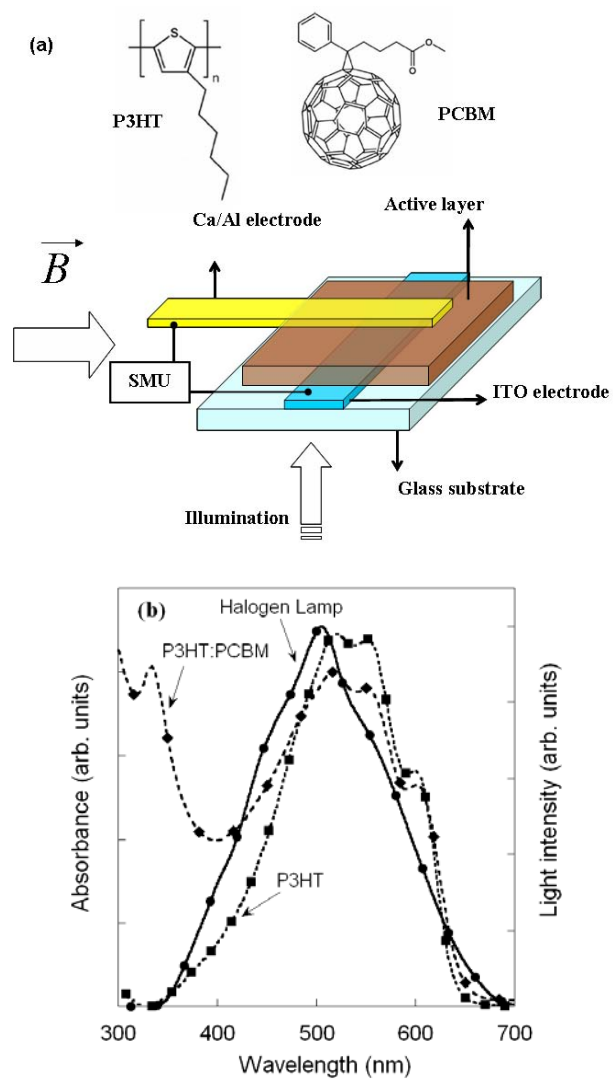 (a)
S
n
P3HT
O
O
PCBM
Ca/Al electrode
Active layer
B
SMU
ITO electrode
Glass substrate
Illumination
(b)
Halogen Lamp
P3HT:PCBM
P3HT
Absorbance (arb. units)
Light intensity (arb. units)
300 400 500 600 700
Wavelength (nm)